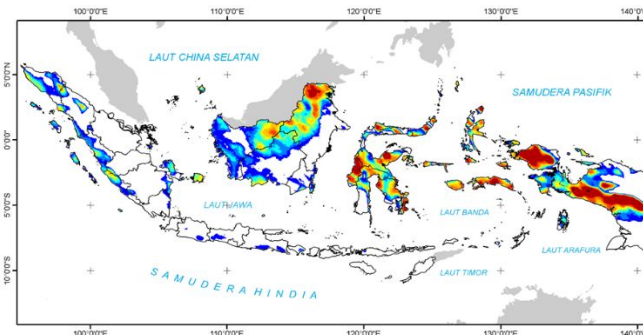 100°0'0"E 110°0'0"E 120°0'0"E 130°0'0"E 140°0'
LAUT CHINA SELATAN
SAMUDERA PASIFIK
5°0'0"N
0°0'0"
5°0'0"S
10°0'0"S
LAUT JAWA
LAUT BANDA
LAUT ARAFURA
LAUT TIMOR
SAMUDERA HINDIA
100°0'0"E 110°0'0"E 120°0'0"E 130°0'0"E 140°0'